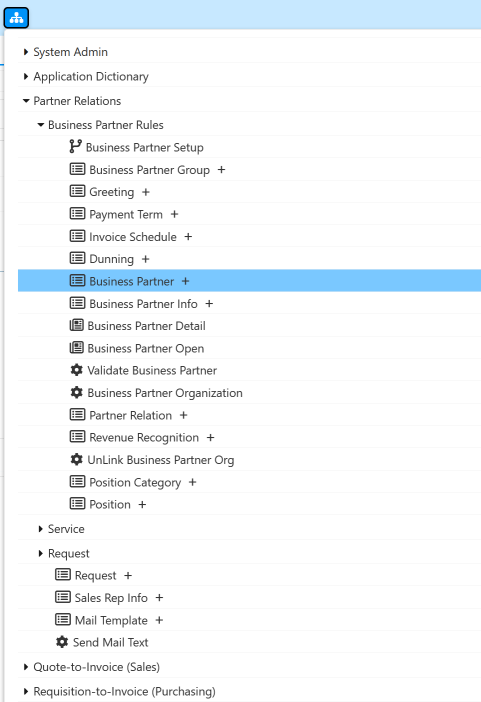 System Admin
Application Dictionary
Partner Relations
Business Partner Rules
Business Partner Setup
Business Partner Group +
Greeting +
Payment Term +
Invoice Schedule +
Dunning +
Business Partner +
Business Partner Info +
Business Partner Detail
Business Partner Open
Validate Business Partner
Business Partner Organization
Partner Relation +
Revenue Recognition +
UnLink Business Partner Org
Position Category +
Position +
Service
Request
Request +
Sales Rep Info +
Mail Template +
Send Mail Text
Quote-to-Invoice (Sales)
Requisition-to-Invoice (Purchasing)